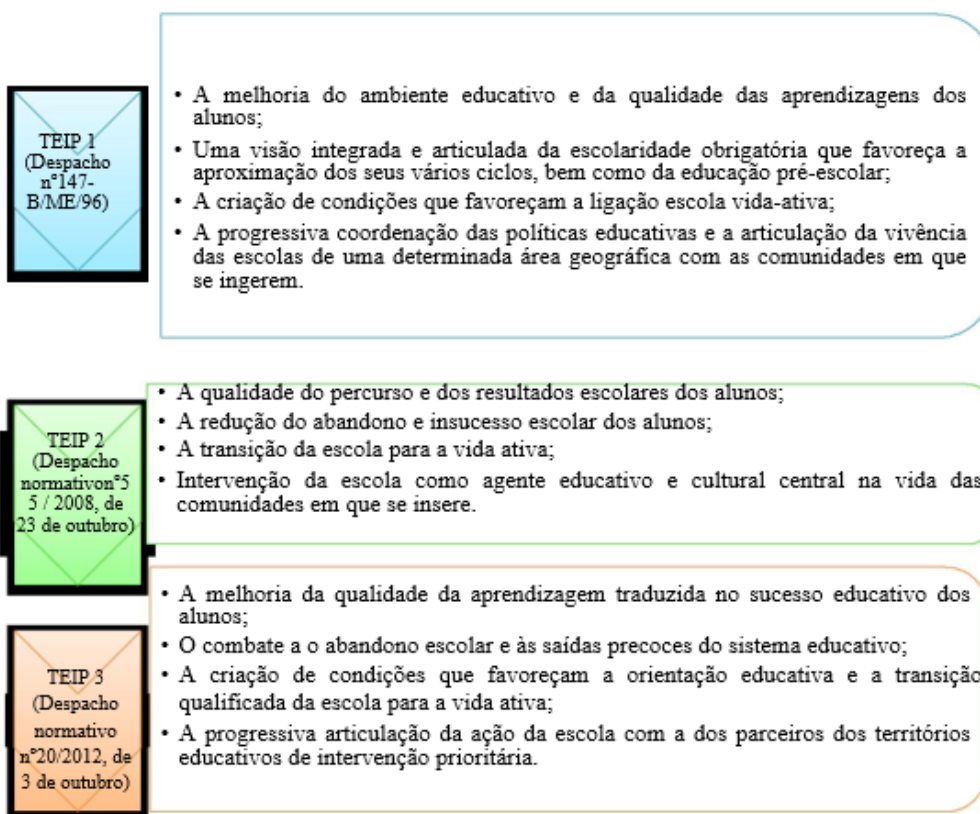 TEIP 1
(Despacho
nº147-
B/ME/96)
• A melhoria do ambiente educativo e da qualidade das aprendizagens dos
alunos;
• Uma visão integrada e articulada da escolaridade obrigatória que favoreça a
aproximação dos seus vários ciclos, bem como da educação pré-escolar;
• A criação de condições que favoreçam a ligação escola vida-ativa;
• A progressiva coordenação das políticas educativas e a articulação da vivência
das escolas de uma determinada área geográfica com as comunidades em que
se ingerem.
TEIP 2
(Despacho
normativonº5
5 / 2008, de
23 de outubro)
• A qualidade do percurso e dos resultados escolares dos alunos;
• A redução do abandono e insucesso escolar dos alunos;
• A transição da escola para a vida ativa;
• Intervenção da escola como agente educativo e cultural central na vida das
comunidades em que se insere.
TEIP 3
(Despacho
normativo
nº20/2012, de
3 de outubro)
• A melhoria da qualidade da aprendizagem traduzida no sucesso educativo dos
alunos;
• O combate a o abandono escolar e às saídas precoces do sistema educativo;
• A criação de condições que favoreçam a orientação educativa e a transição
qualificada da escola para a vida ativa;
• A progressiva articulação da ação da escola com a dos parceiros dos territórios
educativos de intervenção prioritária.